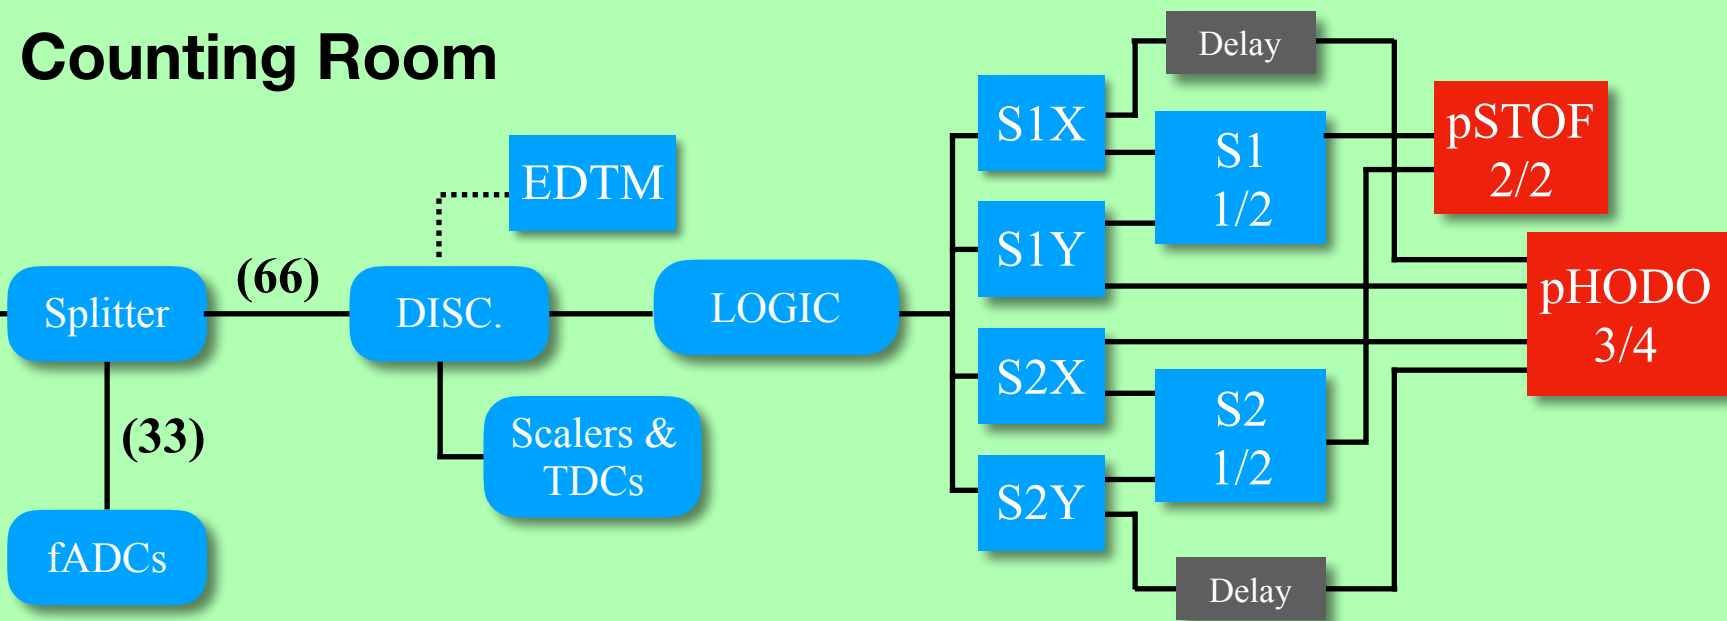 Counting Room
Delay
S1X
pSTOF
2/2
S1
1/2
EDTM
S1Y
(66)
Splitter
DISC.
LOGIC
pHODO
3/4
S2X
S2
1/2
(33)
Scalers &
TDCs
S2Y
fADCs
Delay